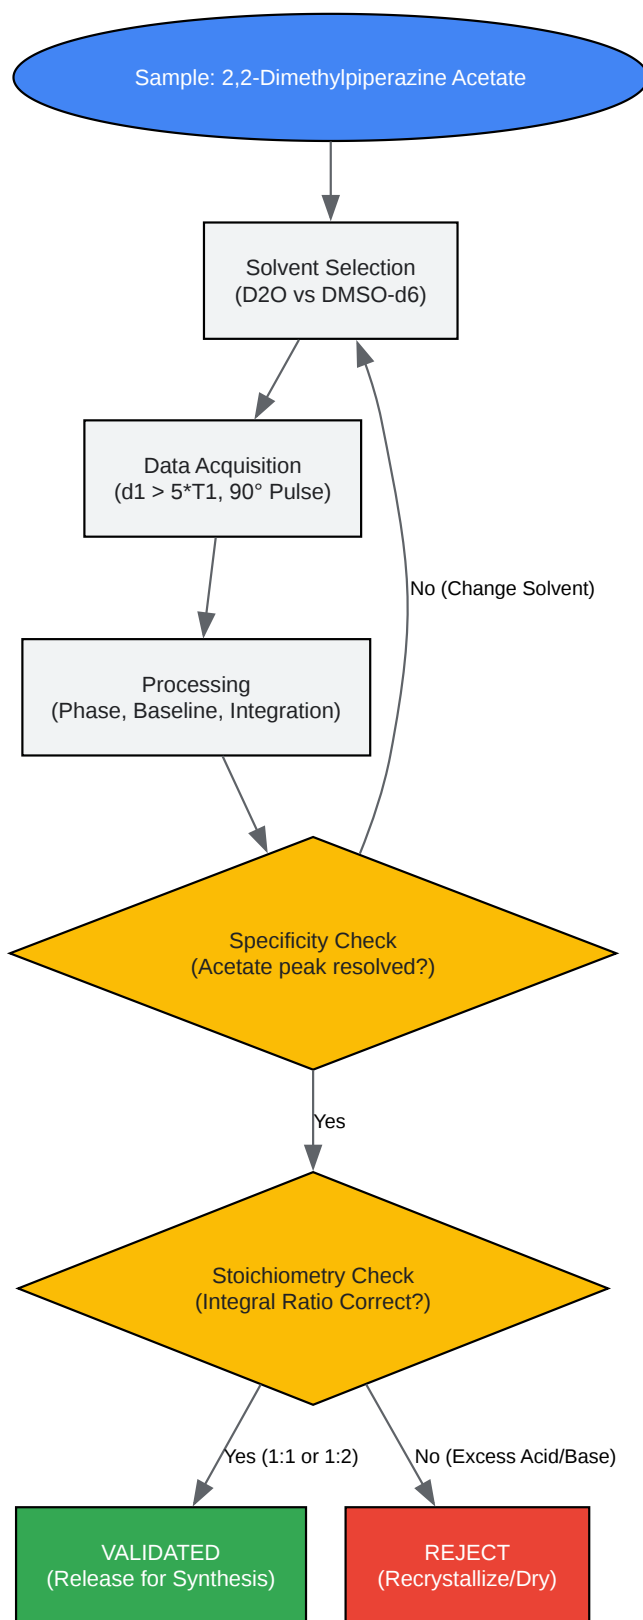 Sample: 2,2-Dimethylpiperazine Acetate
Solvent Selection
(D2O vs DMSO-d6)
Data Acquisition
(d1 > 5*T1, 90° Pulse)
No (Change Solvent)
Processing
(Phase, Baseline, Integration)
Specificity Check
(Acetate peak resolved?)
Yes
Stoichiometry Check
(Integral Ratio Correct?)
Yes (1:1 or 1:2)
No (Excess Acid/Base)
VALIDATED
(Release for Synthesis)
REJECT
(Recrystallize/Dry)